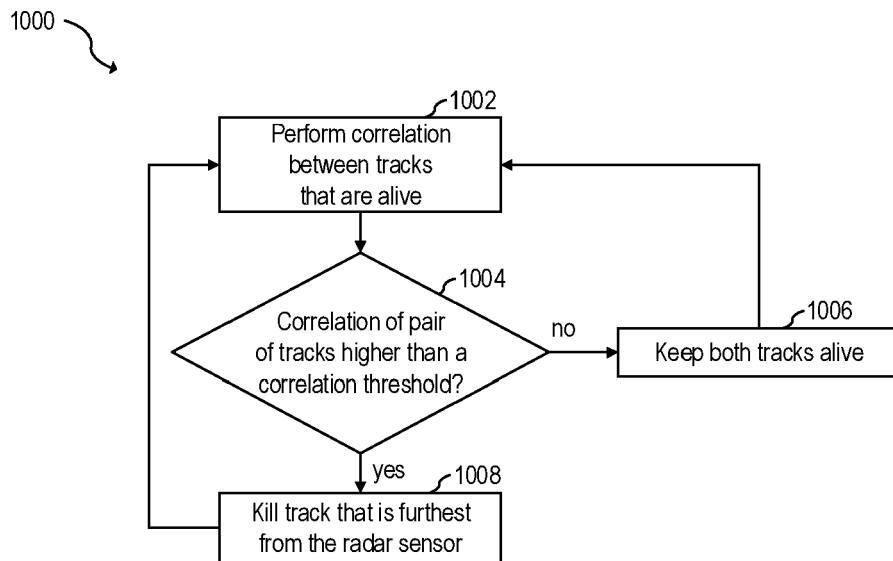 1000
1002
Perform correlation
between tracks
that are alive
1004
Correlation of pair
of tracks higher than a
correlation threshold?
no
1006
Keep both tracks alive
yes
1008
Kill track that is furthest
from the radar sensor